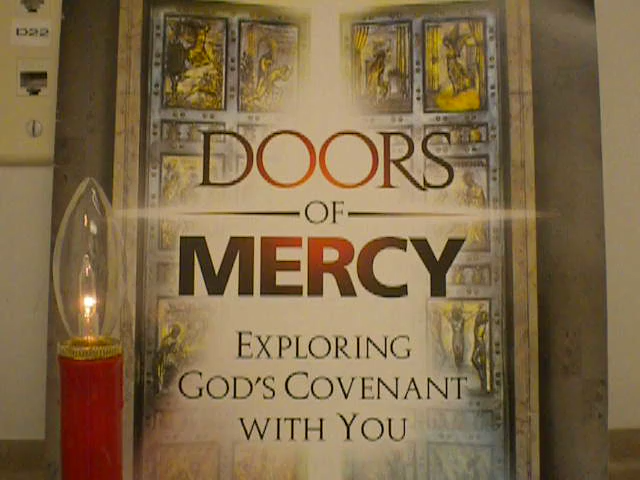 D22
DOORS
OF
MERCY
EXPLORING
GOD'S COVENANT
WITH YOU